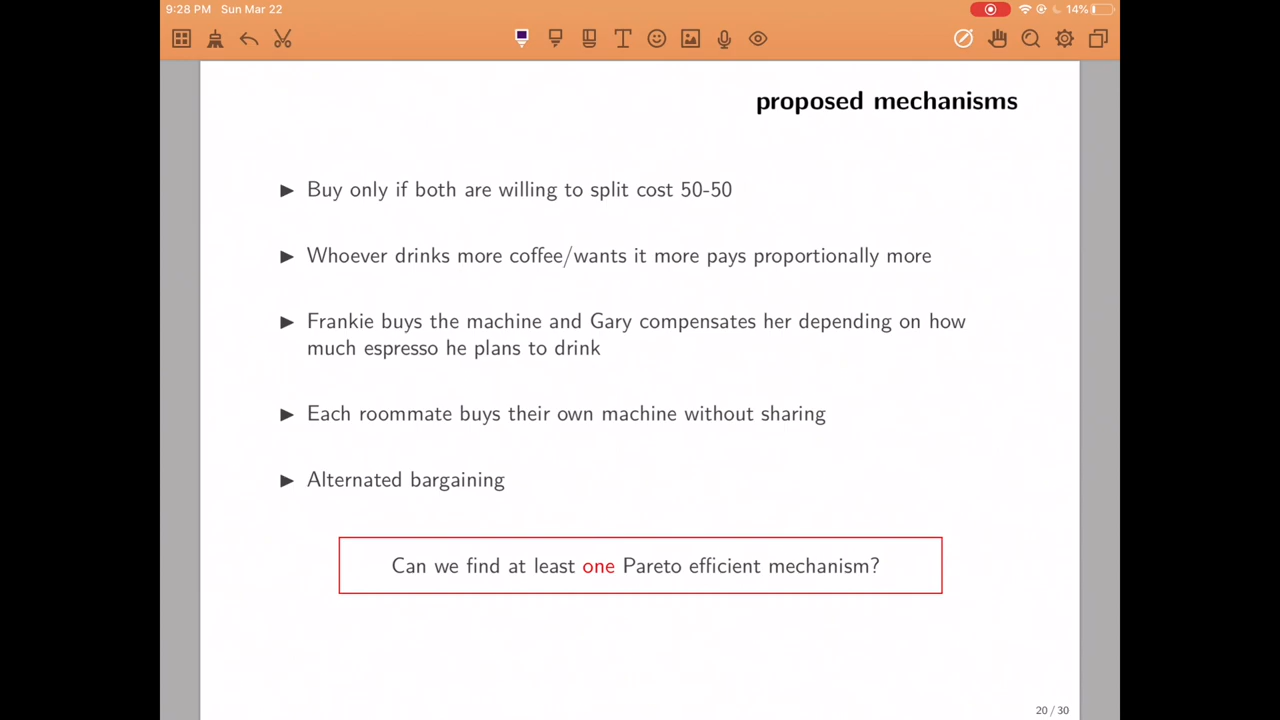 9:28 PM Sun Mar 22
14%
proposed mechanisms
▶ Buy only if both are willing to split cost 50-50
▶ Whoever drinks more coffee/wants it more pays proportionally more
▶ Frankie buys the machine and Gary compensates her depending on how
much espresso he plans to drink
▶ Each roommate buys their own machine without sharing
▶ Alternated bargaining
Can we find at least one Pareto efficient mechanism?
20 / 30